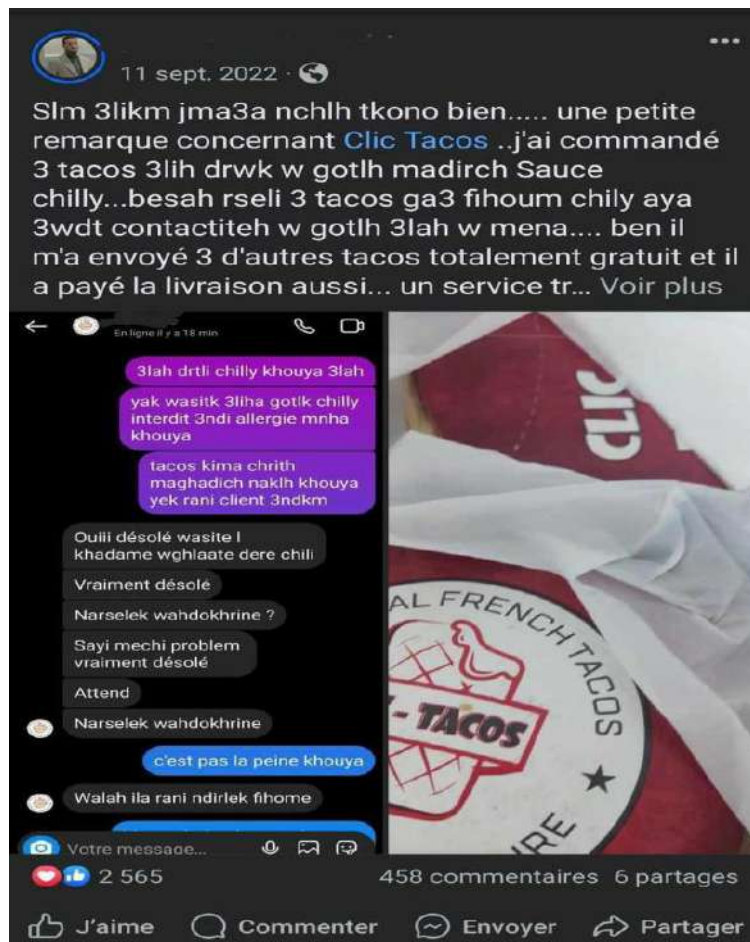 11 sept. 2022
Slm 3likm jma3a nchlh tkono bien..... une petite
remarque concernant Clic Tacos ..j'ai commandé
3 tacos 3lih drwk w gotlh madirch Sauce
chilly...besah rseli 3 tacos ga3 fihoum chily aya
3wdt contactiteh w gotlh 3lah w mena.... ben il
m'a envoyé 3 d'autres tacos totalement gratuit et il
a payé la livraison aussi... un service tr... Voir plus
En ligne il y a 18 min
3lah drtli chilly khouya 3lah
yak wasitk 3liha gotlk chilly
interdit 3ndi allergie mnha
khouya
tacos kima chrith
maghadich naklh khouya
yek rani client 3ndkm
Ouiii désolé wasite l
khadame wghlaate dere chili
Vraiment désolé
Narselek wahdokhrine ?
Sayi mechi problem
vraiment désolé
Attend
Narselek wahdokhrine
c'est pas la peine khouya
Walah ila rani ndirlek fihome
Votre message...
CLIC
AL FRENCH TACOS
- TACOS
RE
2 565
458 commentaires 6 partages
J'aime Commenter Envoyer Partager